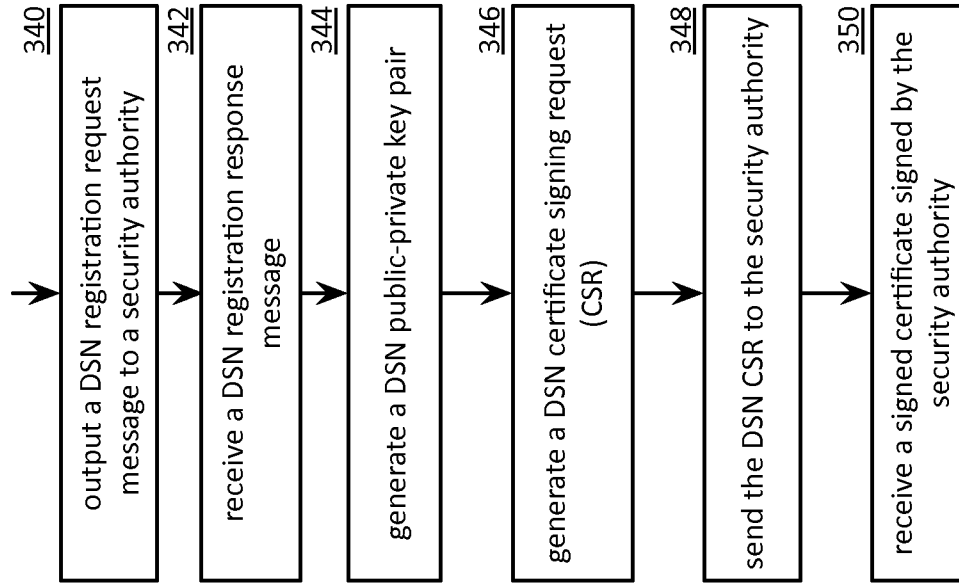 340
output a DSN registration request
message to a security authority
342
receive a DSN registration response
message
344
generate a DSN public-private key pair
346
generate a DSN certificate signing request
(CSR)
348
send the DSN CSR to the security authority
350
receive a signed certificate signed by the
security authority